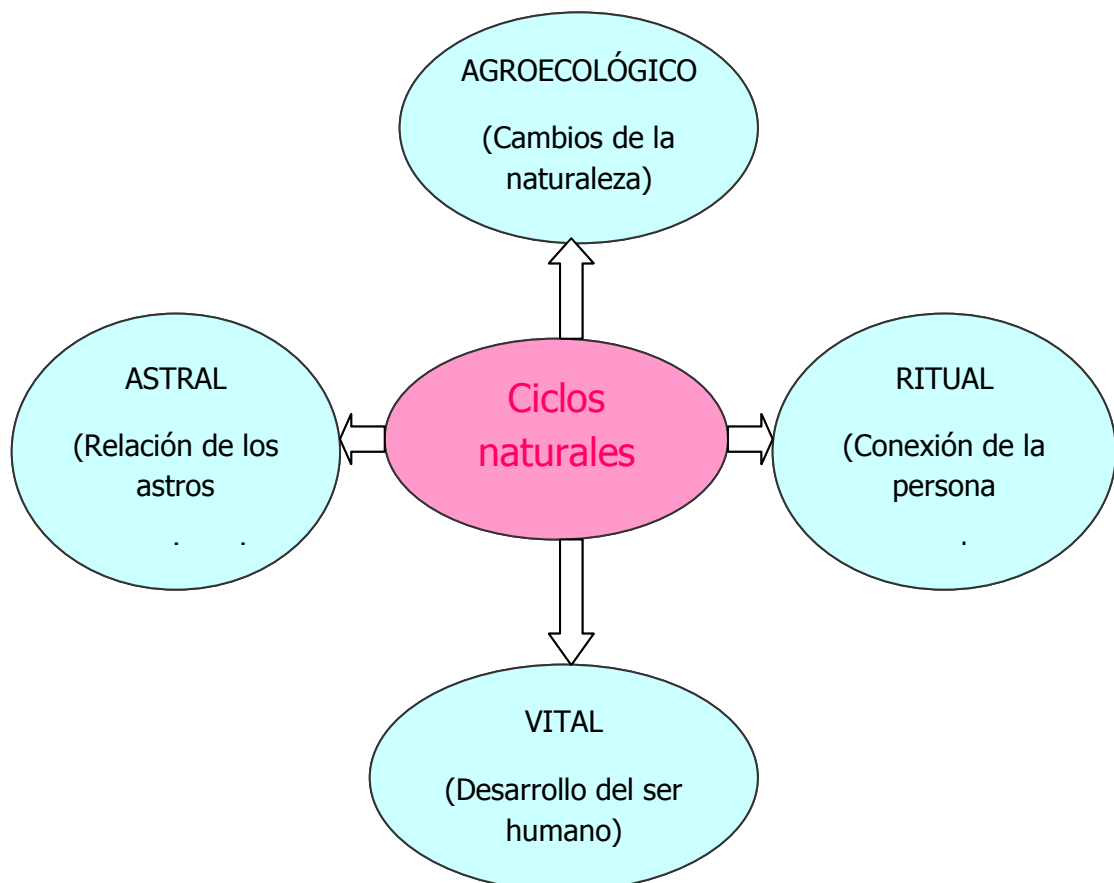 AGROECOLÓGICO
(Cambios de la
naturaleza)
ASTRAL
(Relación de los
astros
Ciclos
naturales
RITUAL
(Conexión de la
persona
VITAL
(Desarrollo del ser
humano)